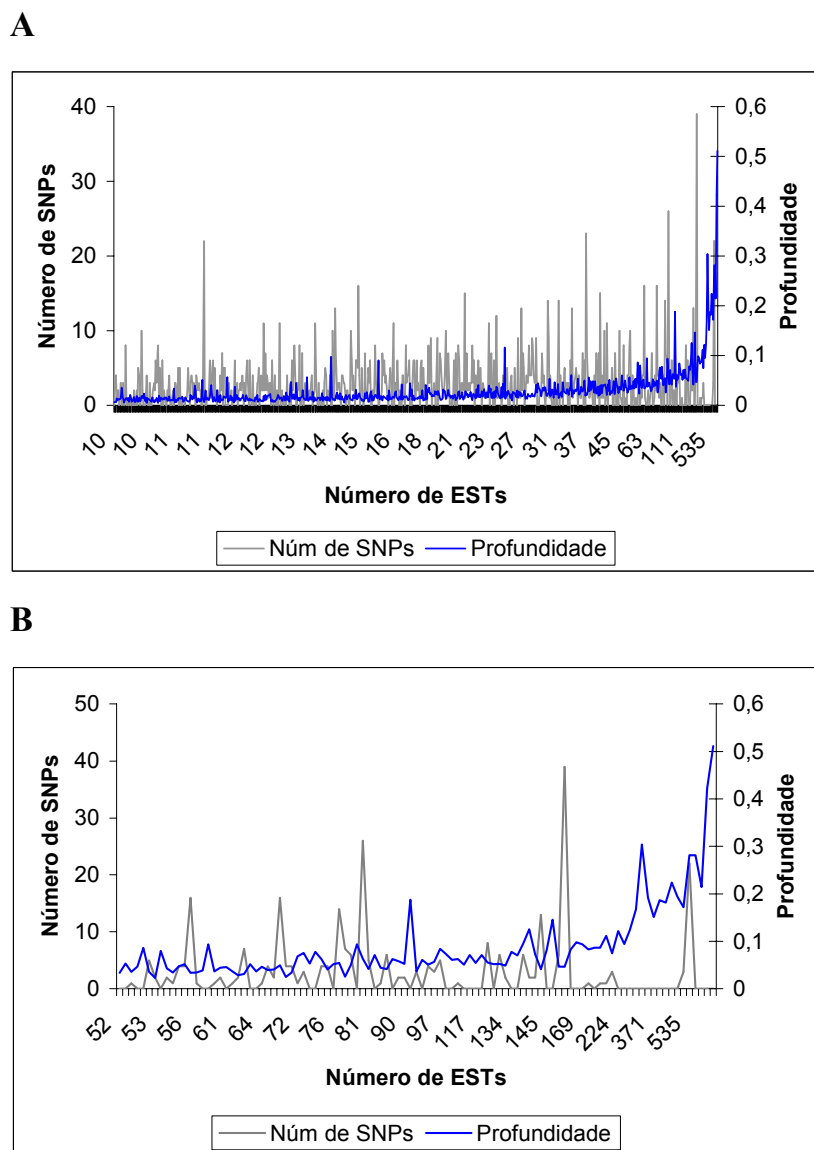 A
40
30
20
10
0
Número de SNPs
0,6
0,5
0,4
0,3
0,2
0,1
0
Profundidade
10 10 11 11 12 12 13 14 15 16 18 21 23 27 31 37 45 63 111 535
Número de ESTs
Núm de SNPs Profundidade
B
50
40
30
20
10
0
Número de SNPs
0,6
0,5
0,4
0,3
0,2
0,1
0
Profundidade
52 53 56 61 64 72 76 81 90 97 117 134 145 169 224 371 535
Número de ESTs
Núm de SNPs Profundidade